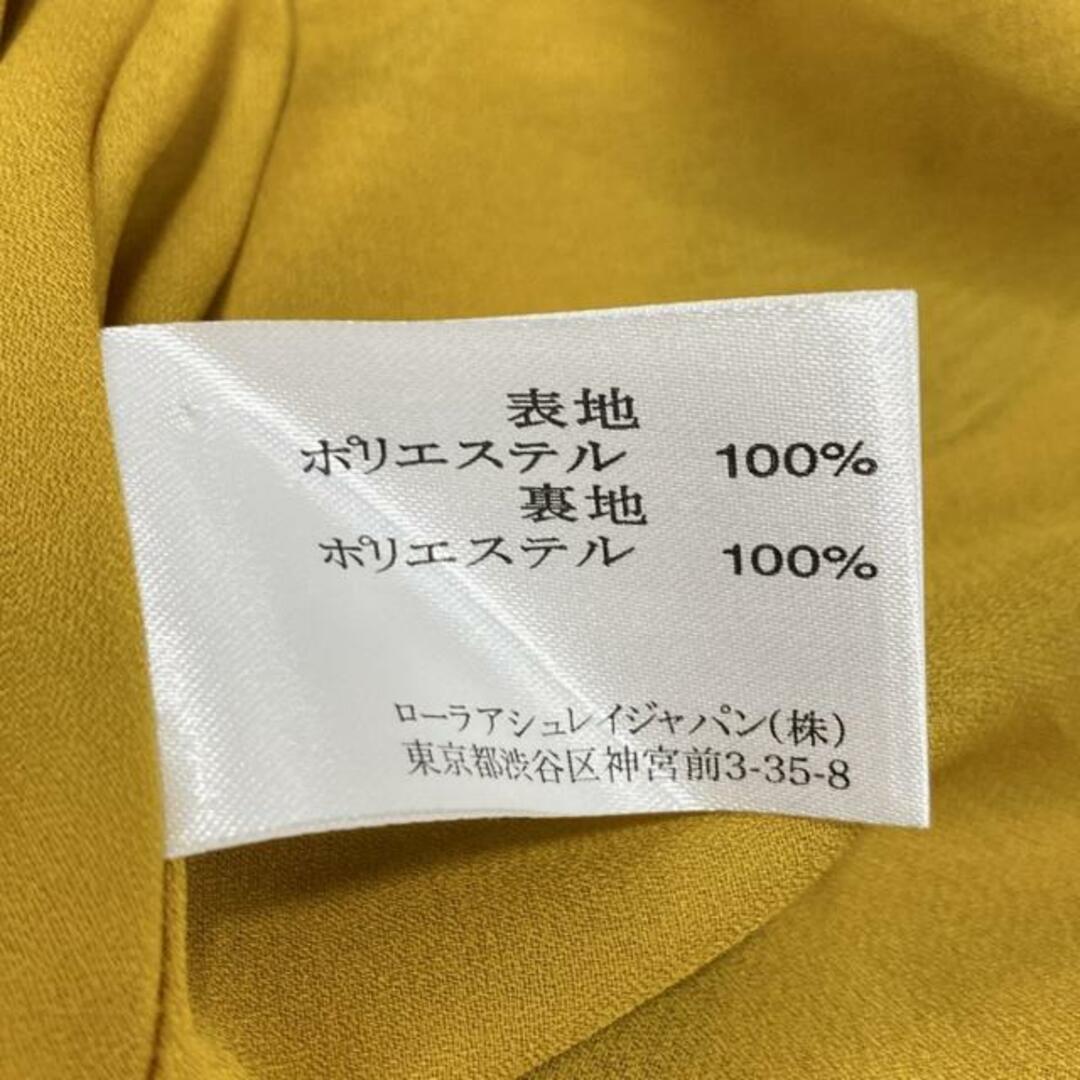 表地
ポリエステル 100%
裏地
ポリエステル 100%
ローラアシュレイジャパン(株)
東京都渋谷区神宮前3-35-8